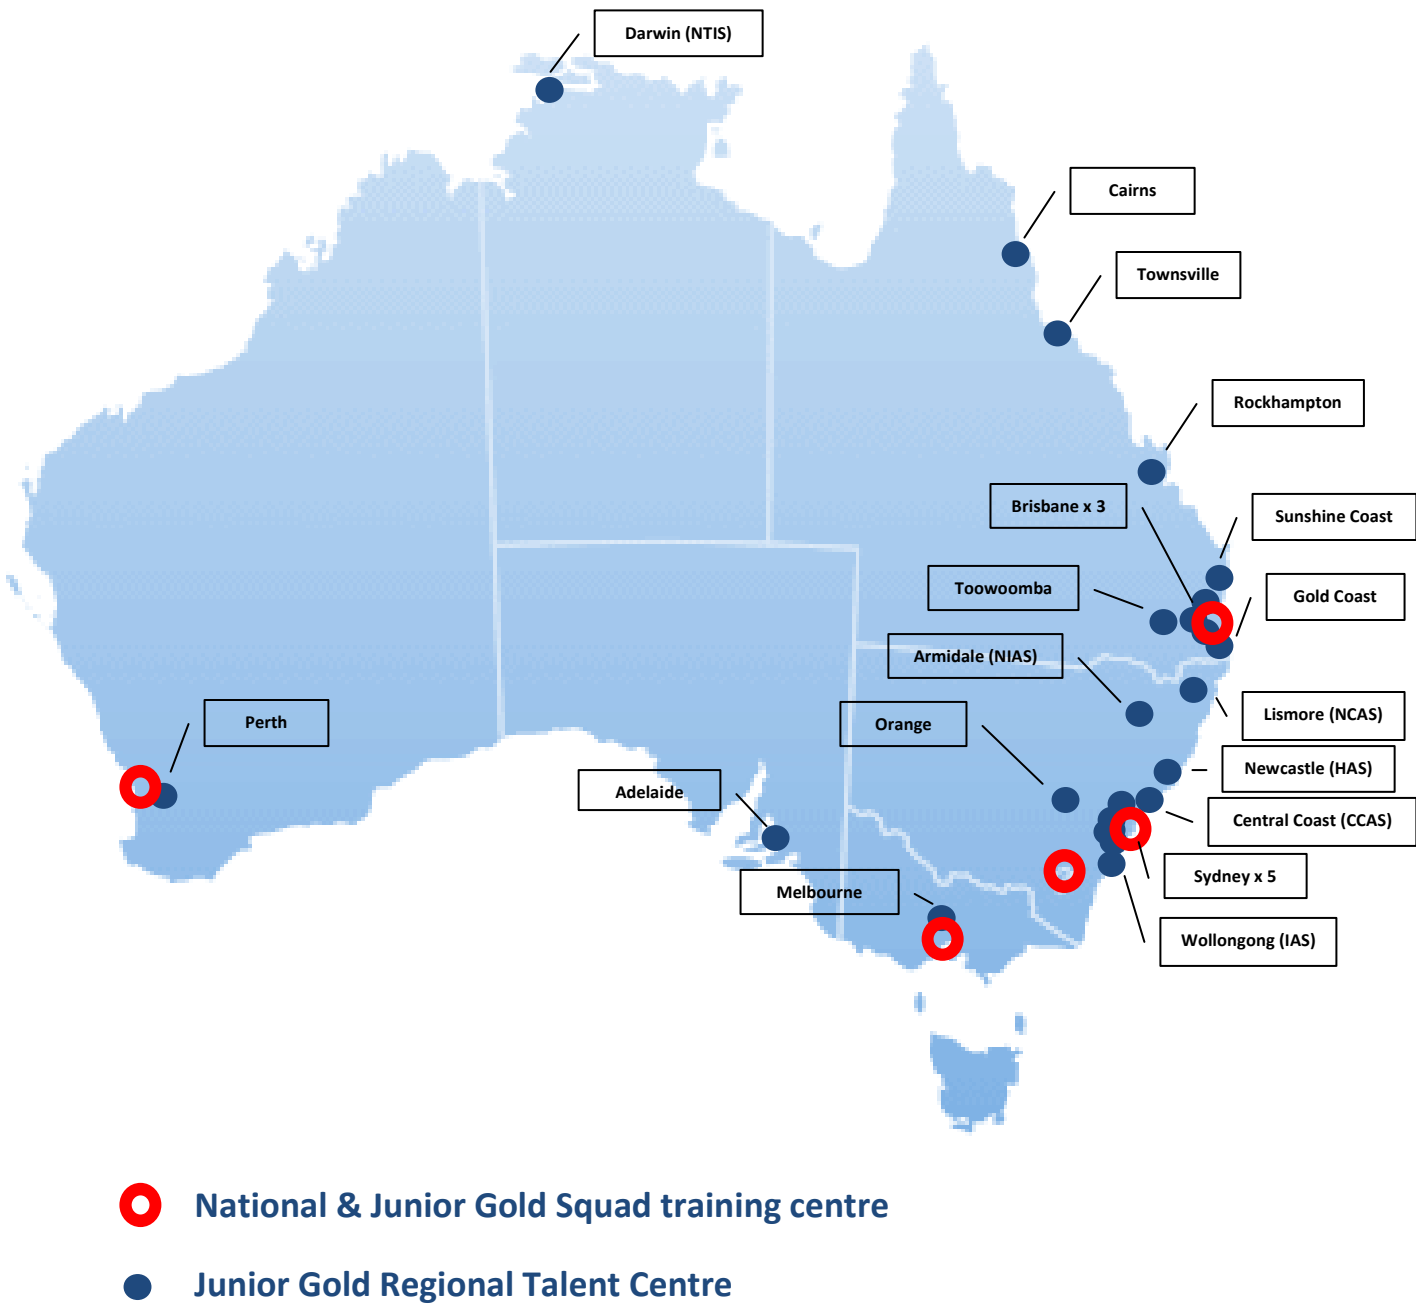 Darwin (NTIS)
Cairns
Townsville
Rockhampton
Brisbane x 3
Sunshine Coast
Toowoomba
Gold Coast
Armidale (NIAS)
Orange
Lismore (NCAS)
Perth
Newcastle (HAS)
Adelaide
Central Coast (CCAS)
Melbourne
Sydney x 5
Wollongong (IAS)
National & Junior Gold Squad training centre
Junior Gold Regional Talent Centre